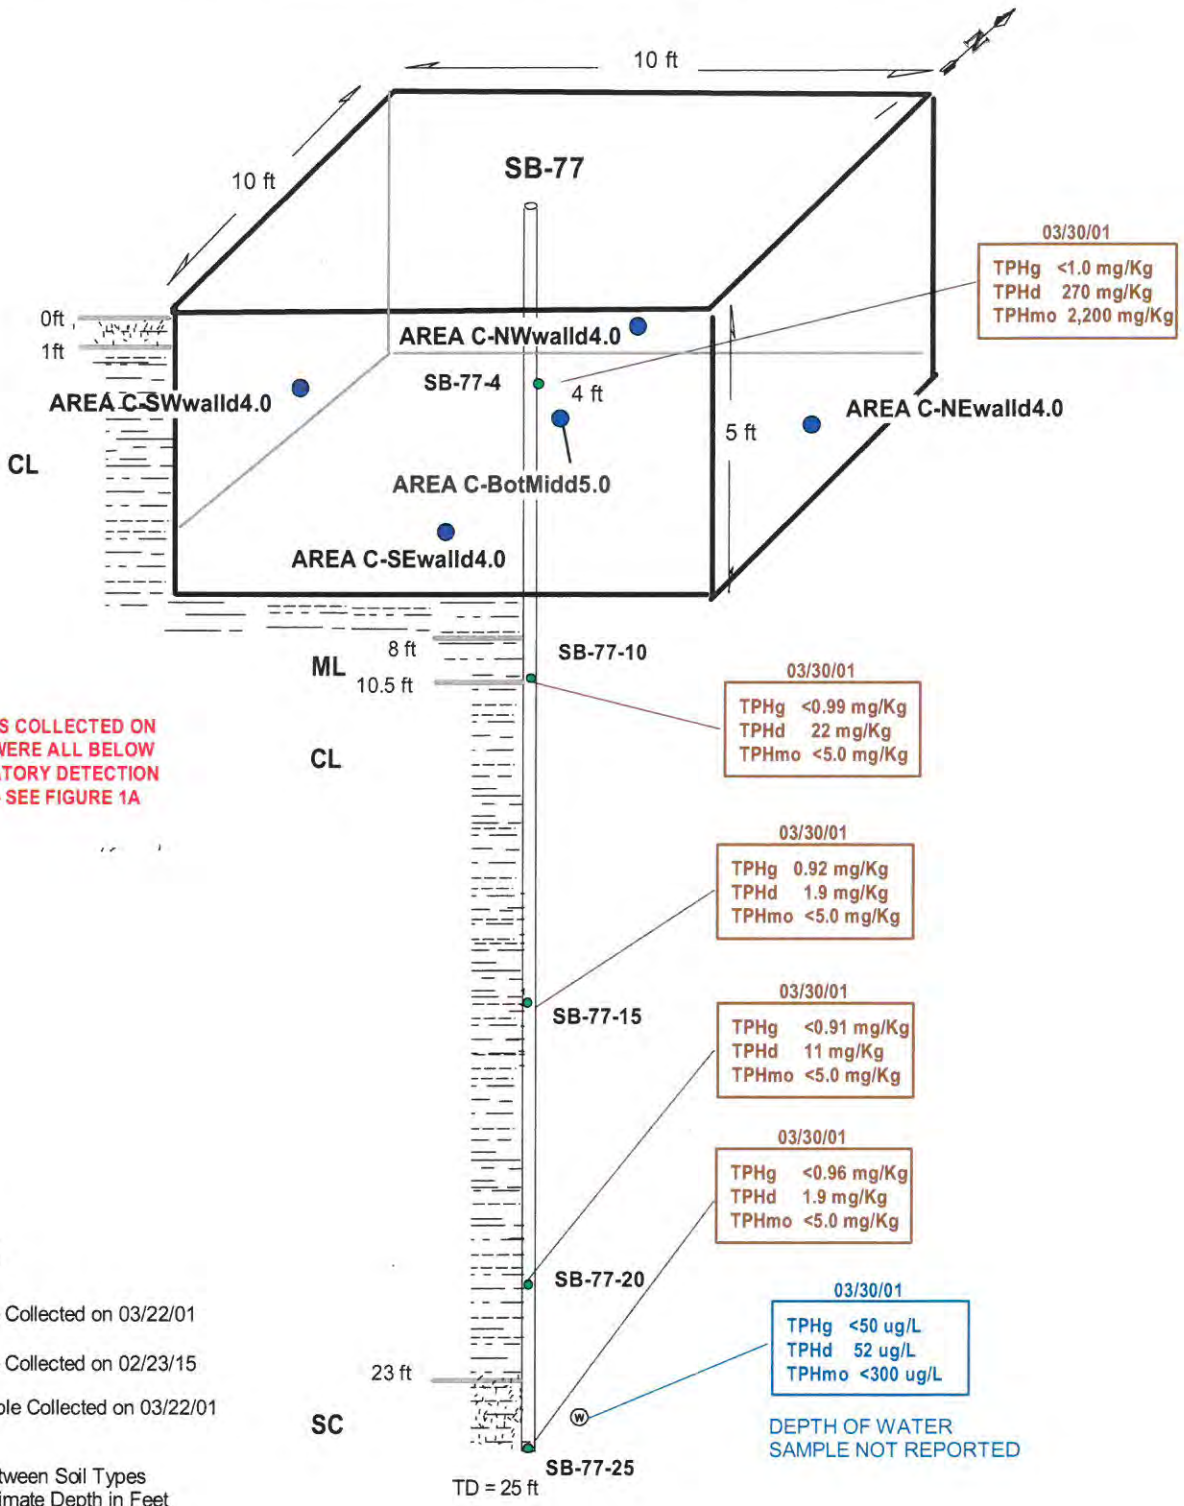 10 ft
N
10 ft
SB-77
03/30/01
TPHg <1.0 mg/Kg
TPHd 270 mg/Kg
TPHmo 2,200 mg/Kg
0ft
1ft
AREA C-NWwalld4.0
SB-77-4
4 ft
AREA C-SWwalld4.0
AREA C-NEwalld4.0
5 ft
CL
AREA C-BotMidd5.0
AREA C-SEwalld4.0
8 ft
SB-77-10
ML
10.5 ft
03/30/01
TPHg <0.99 mg/Kg
TPHd 22 mg/Kg
TPHmo <5.0 mg/Kg
S COLLECTED ON
WERE ALL BELOW
ATORY DETECTION
SEE FIGURE 1A
CL
03/30/01
TPHg 0.92 mg/Kg
TPHd 1.9 mg/Kg
TPHmo <5.0 mg/Kg
SB-77-15
03/30/01
TPHg <0.91 mg/Kg
TPHd 11 mg/Kg
TPHmo <5.0 mg/Kg
03/30/01
TPHg <0.96 mg/Kg
TPHd 1.9 mg/Kg
TPHmo <5.0 mg/Kg
SB-77-20
03/30/01
TPHg <50 ug/L
TPHd 52 ug/L
TPHmo <300 ug/L
Collected on 03/22/01
Collected on 02/23/15
ple Collected on 03/22/01
23 ft
SC
W
DEPTH OF WATER
SAMPLE NOT REPORTED
SB-77-25
TD = 25 ft
tween Soil Types
imate Depth in Feet